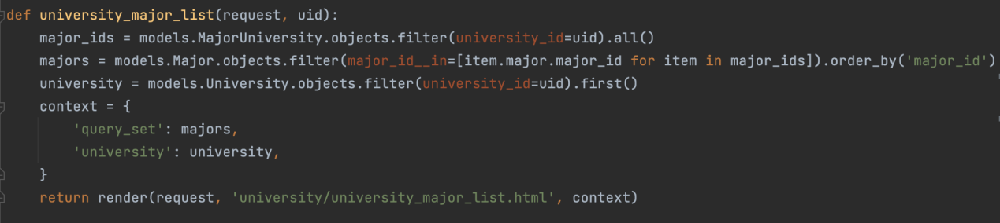 def university_major_list(request, uid):
    major_ids = models.MajorUniversity.objects.filter(university_id=uid).all()
    majors = models.Major.objects.filter(major_id__in=[item.major.major_id for item in major_ids]).order_by('major_id')
    university = models.University.objects.filter(university_id=uid).first()
    context = {
        'query_set': majors,
        'university': university,
    }
    return render(request, 'university/university_major_list.html', context)